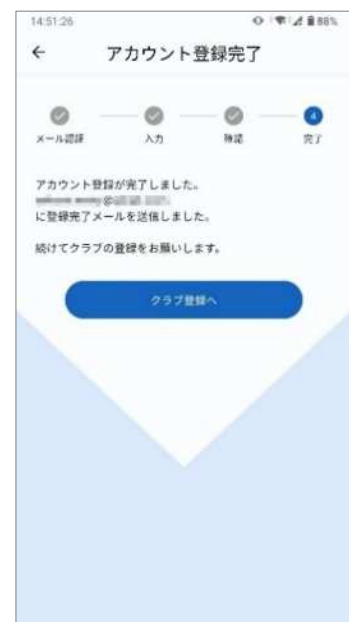 14:51:26 88%
アカウント登録完了
4
メール認証 入力 確認 完了
アカウント登録が完了しました。
に登録完了メールを送信しました。
続けてクラブの登録をお願いします。
クラブ登録へ